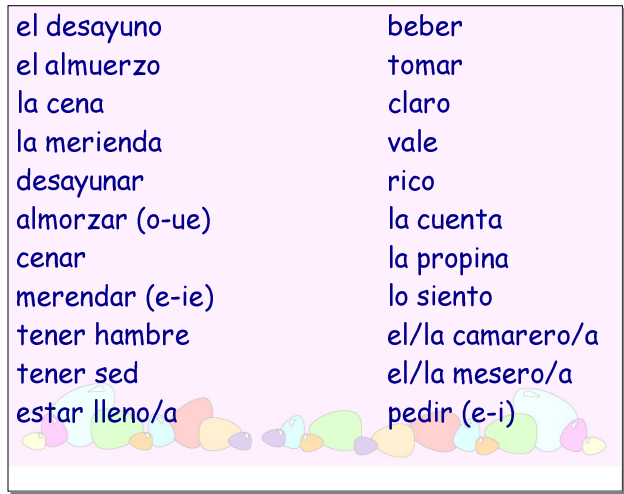 el desayuno
el almuerzo
la cena
la merienda
desayunar
almorzar (o-ue)
cenar
merendar (e-ie)
tener hambre
tener sed
estar lleno/a
beber
tomar
claro
vale
rico
la cuenta
la propina
lo siento
el/la camarero/a
el/la mesero/a
pedir (e-i)